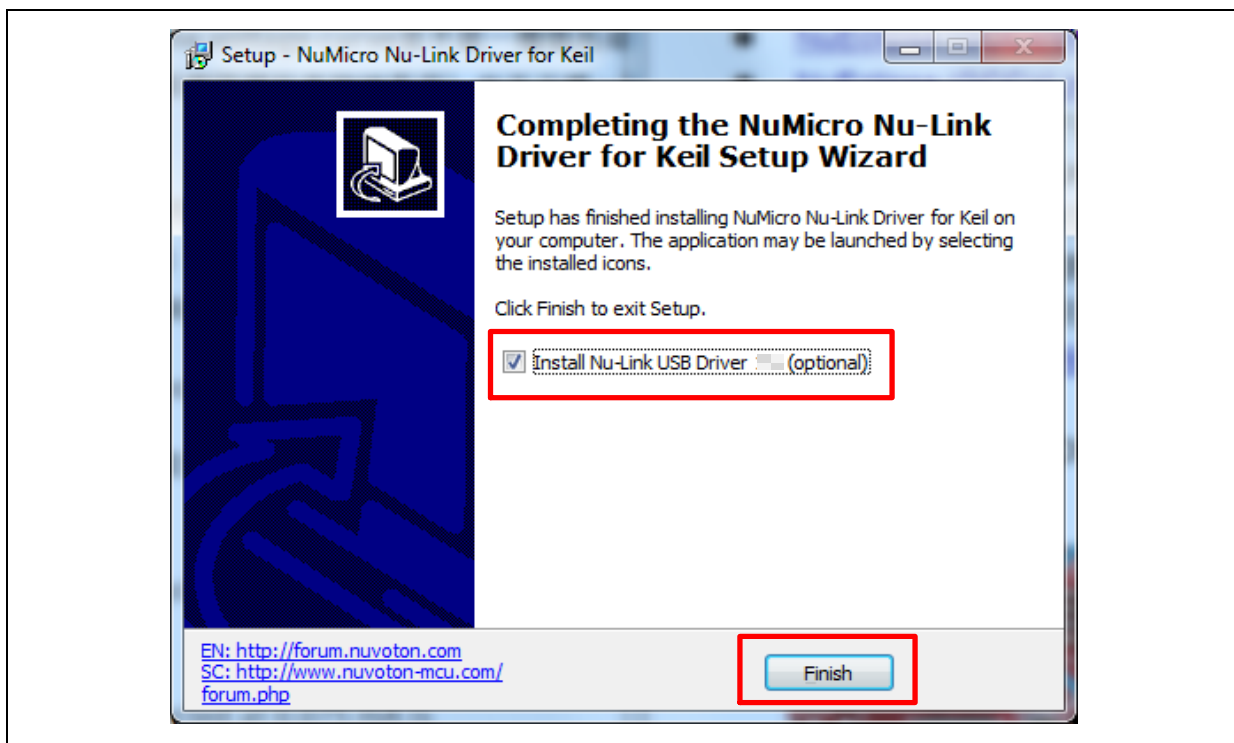 Setup - NuMicro Nu-Link Driver for Keil
Completing the NuMicro Nu-Link
Driver for Keil Setup Wizard
Setup has finished installing NuMicro Nu-Link Driver for Keil on
your computer. The application may be launched by selecting
the installed icons.
Click Finish to exit Setup.
Install Nu-Link USB Driver (optional)
EN: http://forum.nuvoton.com
SC: http://www.nuvoton-mcu.com/
forum.php
Finish